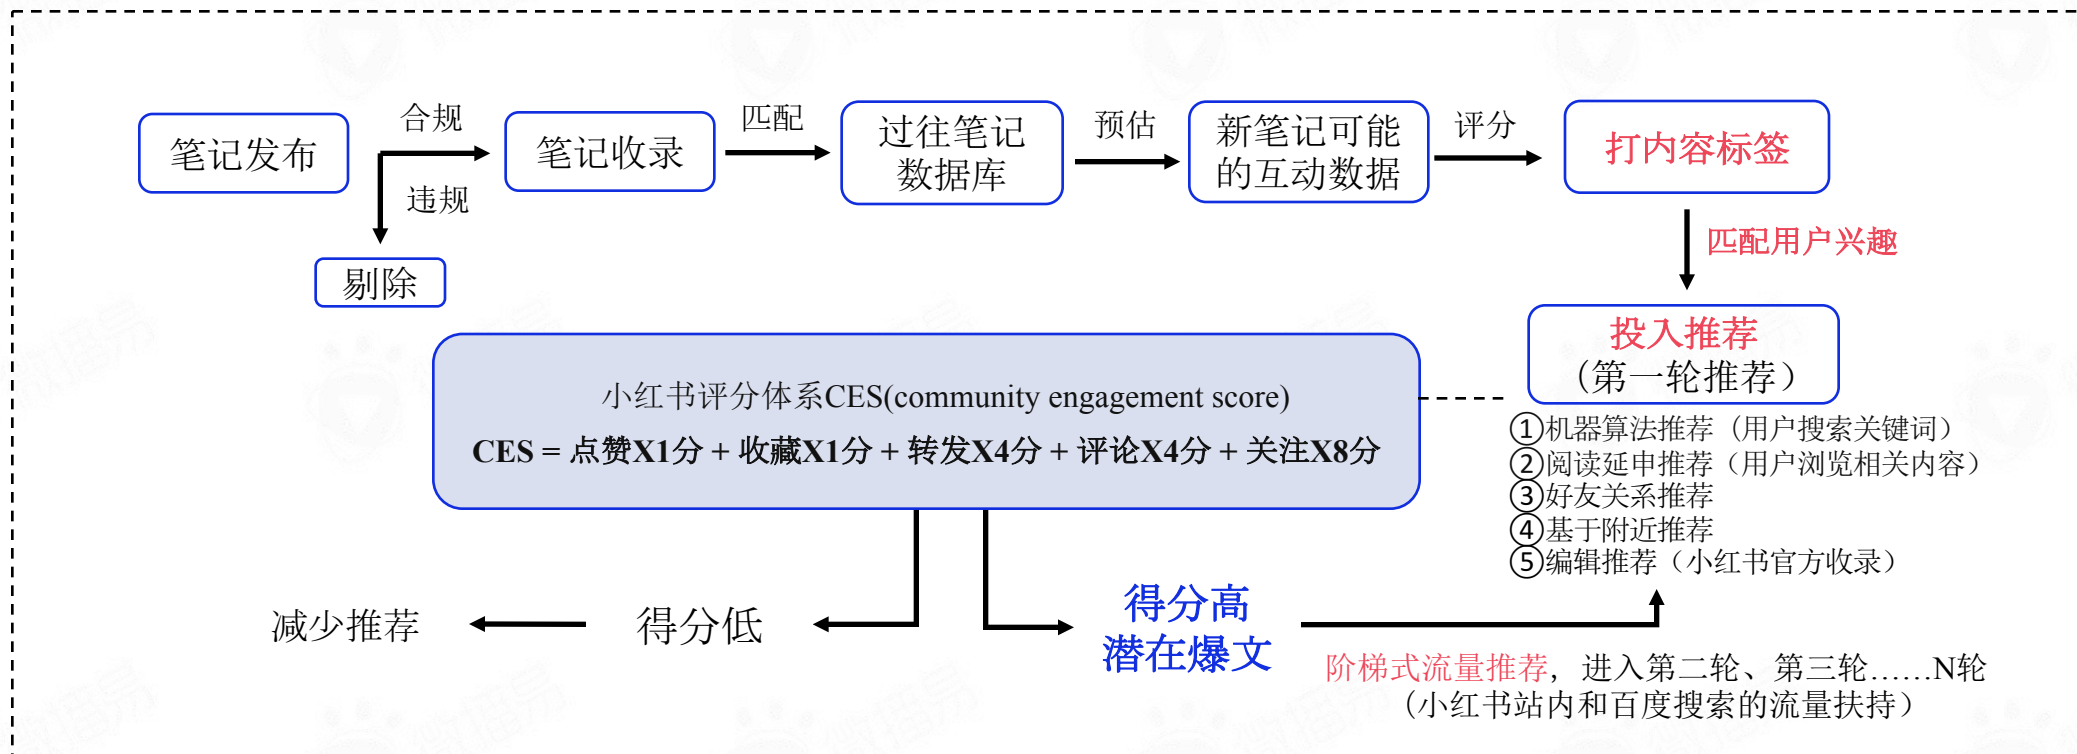 笔记发布
合规
违规
剔除
笔记收录
匹配
过往笔记
数据库
预估
新笔记可能
的互动数据
评分
打内容标签
匹配用户兴趣
投入推荐
（第一轮推荐）
①机器算法推荐（用户搜索关键词）
②阅读延申推荐（用户浏览相关内容）
③好友关系推荐
④基于附近推荐
⑤编辑推荐（小红书官方收录）
小红书评分体系CES(community engagement score)
CES = 点赞X1分 + 收藏X1分 + 转发X4分 + 评论X4分 + 关注X8分
减少推荐
得分低
得分高
潜在爆文
阶梯式流量推荐，进入第二轮、第三轮……N轮
（小红书站内和百度搜索的流量扶持）
微播易